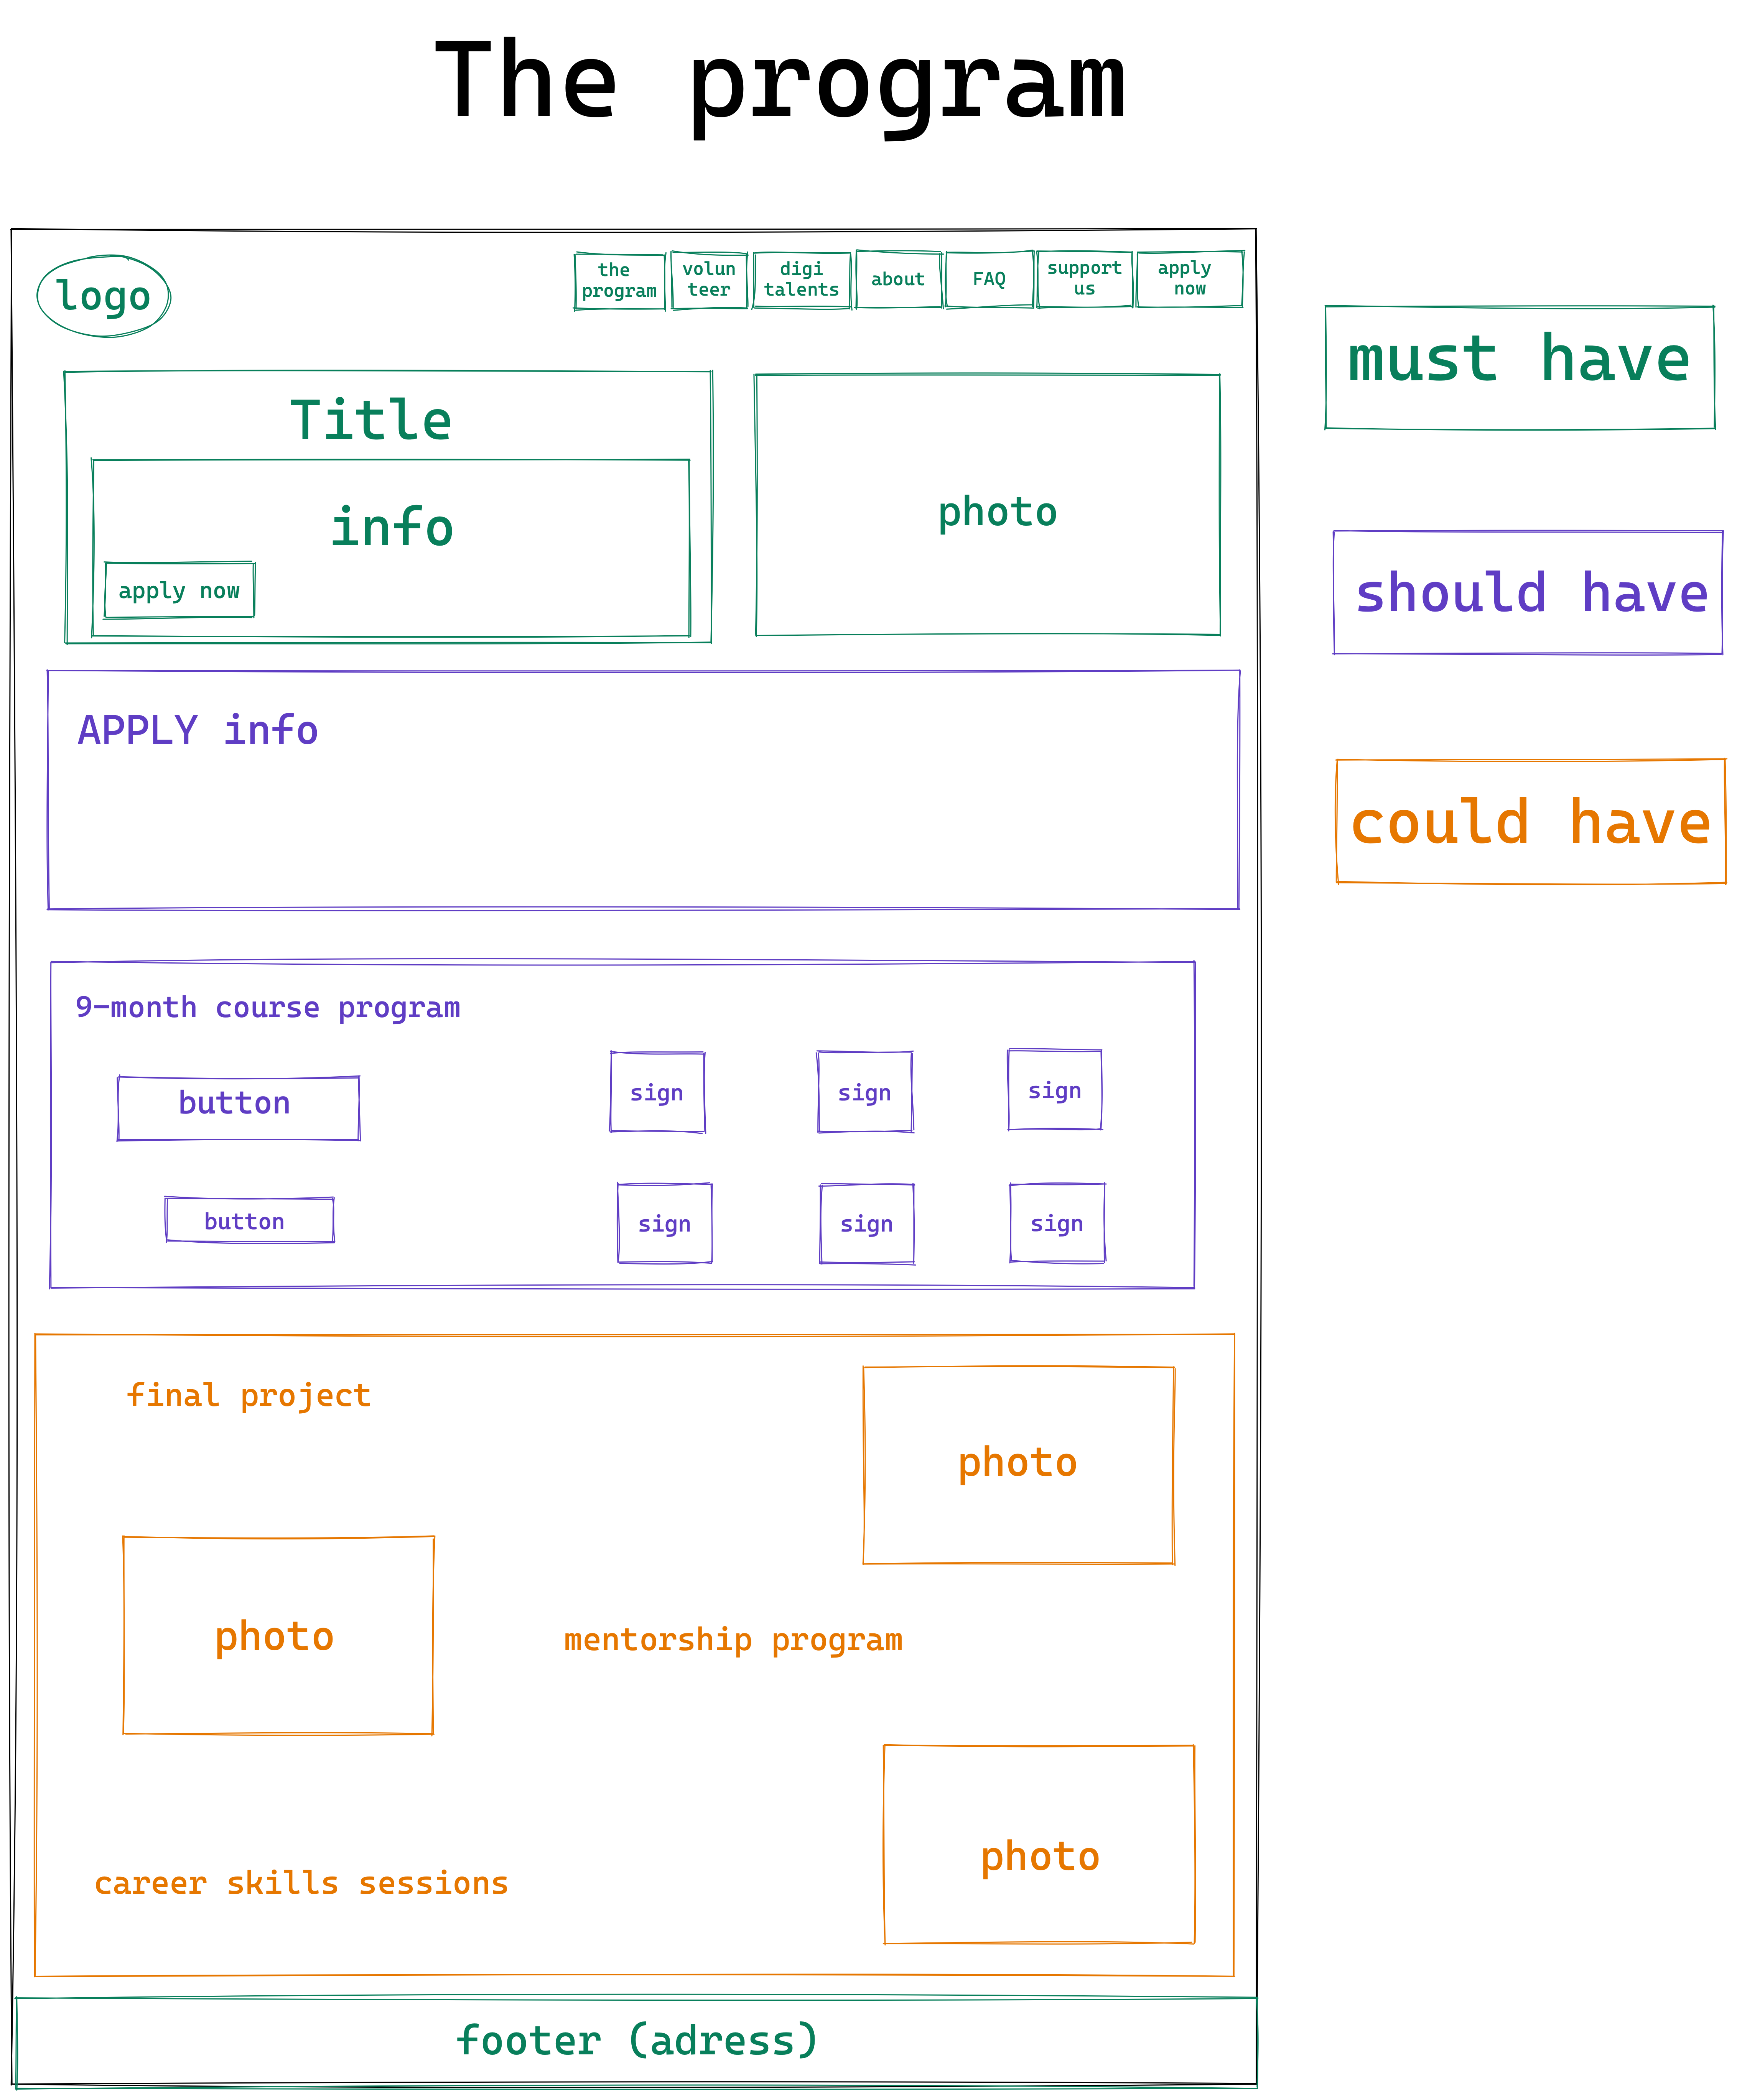 The program
logo
the
program
volun
teer
digi
talents
about
FAQ
support
us
apply
now
Title
info
apply now
photo
must have
should have
could have
APPLY info
9-month course program
button
sign
sign
sign
button
sign
sign
sign
final project
photo
photo
mentorship program
photo
career skills sessions
footer (adress)